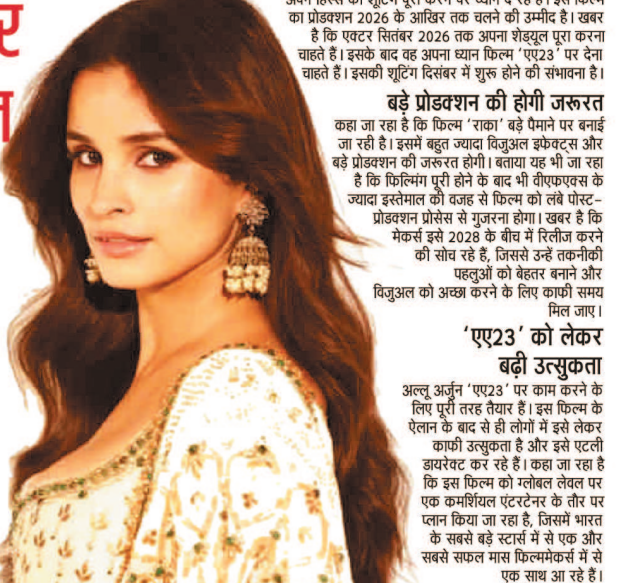 र
का प्रोडक्शन 2026 के आखिर तक चलने की उम्मीद है। खबर
है कि एक्टर सितंबर 2026 तक अपना शेड्यूल पूरा करना
चाहते हैं। इसके बाद वह अपना ध्यान फिल्म 'एए23' पर देना
चाहते हैं। इसकी शूटिंग दिसंबर में शुरू होने की संभावना है।
बड़े प्रोडक्शन की होगी जरूरत
कहा जा रहा है कि फिल्म 'राका' बड़े पैमाने पर बनाई
जा रही है। इसमें बहुत ज्यादा विजुअल इफेक्ट्स और
बड़े प्रोडक्शन की जरूरत होगी। बताया यह भी जा रहा
है कि फिल्मिंग पूरी होने के बाद भी वीएफएक्स के
ज्यादा इस्तेमाल की वजह से फिल्म को लंबे पोस्ट-
प्रोडक्शन प्रोसेस से गुजरना होगा। खबर है कि
मेकर्स इसे 2028 के बीच में रिलीज करने
की सोच रहे हैं, जिससे उन्हें तकनीकी
पहलुओं को बेहतर बनाने और
विजुअल को अच्छा करने के लिए काफी समय
मिल जाए।
'एए23' को लेकर
बढ़ी उत्सुकता
अल्लू अर्जुन 'एए23' पर काम करने के
लिए पूरी तरह तैयार हैं। इस फिल्म के
ऐलान के बाद से ही लोगों में इसे लेकर
काफी उत्सुकता है और इसे एटली
डायरेक्ट कर रहे हैं। कहा जा रहा है
कि इस फिल्म को ग्लोबल लेवल पर
एक कमर्शियल एंटरटेनर के तौर पर
प्लान किया जा रहा है, जिसमें भारत
के सबसे बड़े स्टार्स में से एक और
सबसे सफल मास फिल्ममेकर्स में से
एक साथ आ रहे हैं।